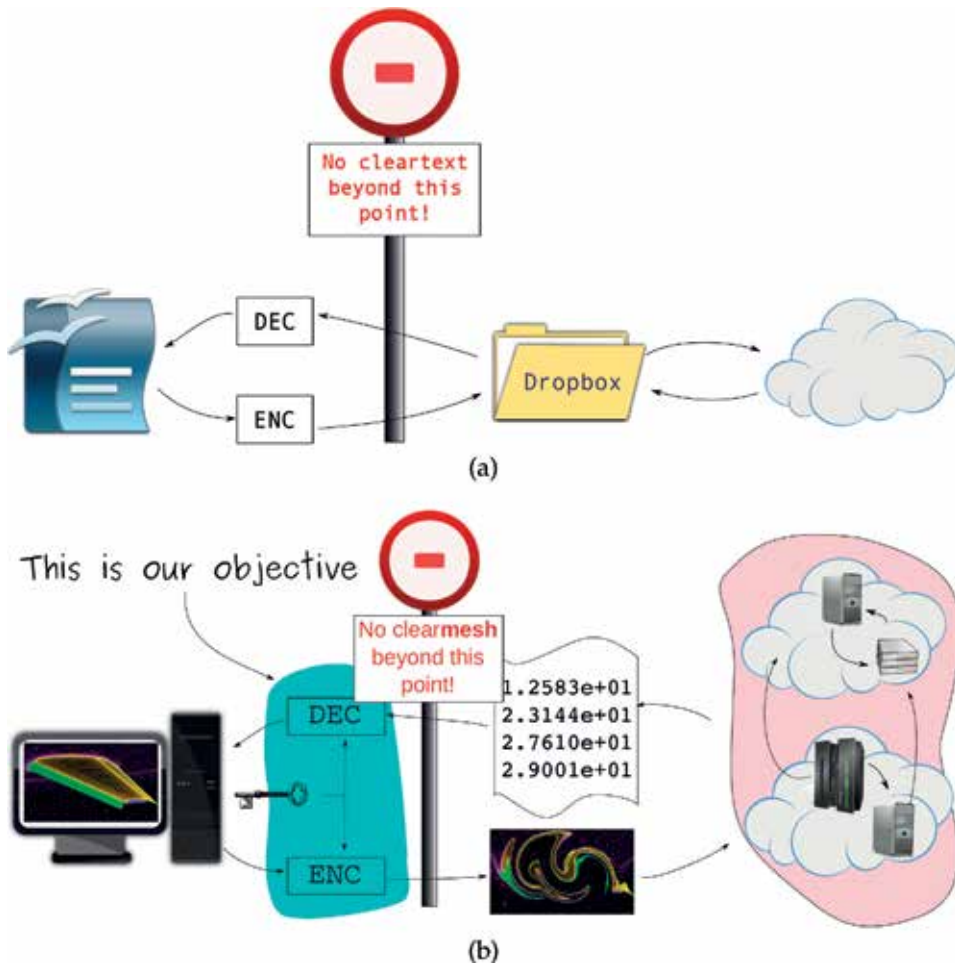 No cleartext
beyond this
point!
DEC
ENC
Dropbox
(a)
This is our objective
No clearmesh
beyond this
point!
DEC
ENC
1.2583e+01
2.3144e+01
2.7610e+01
2.9001e+01
(b)